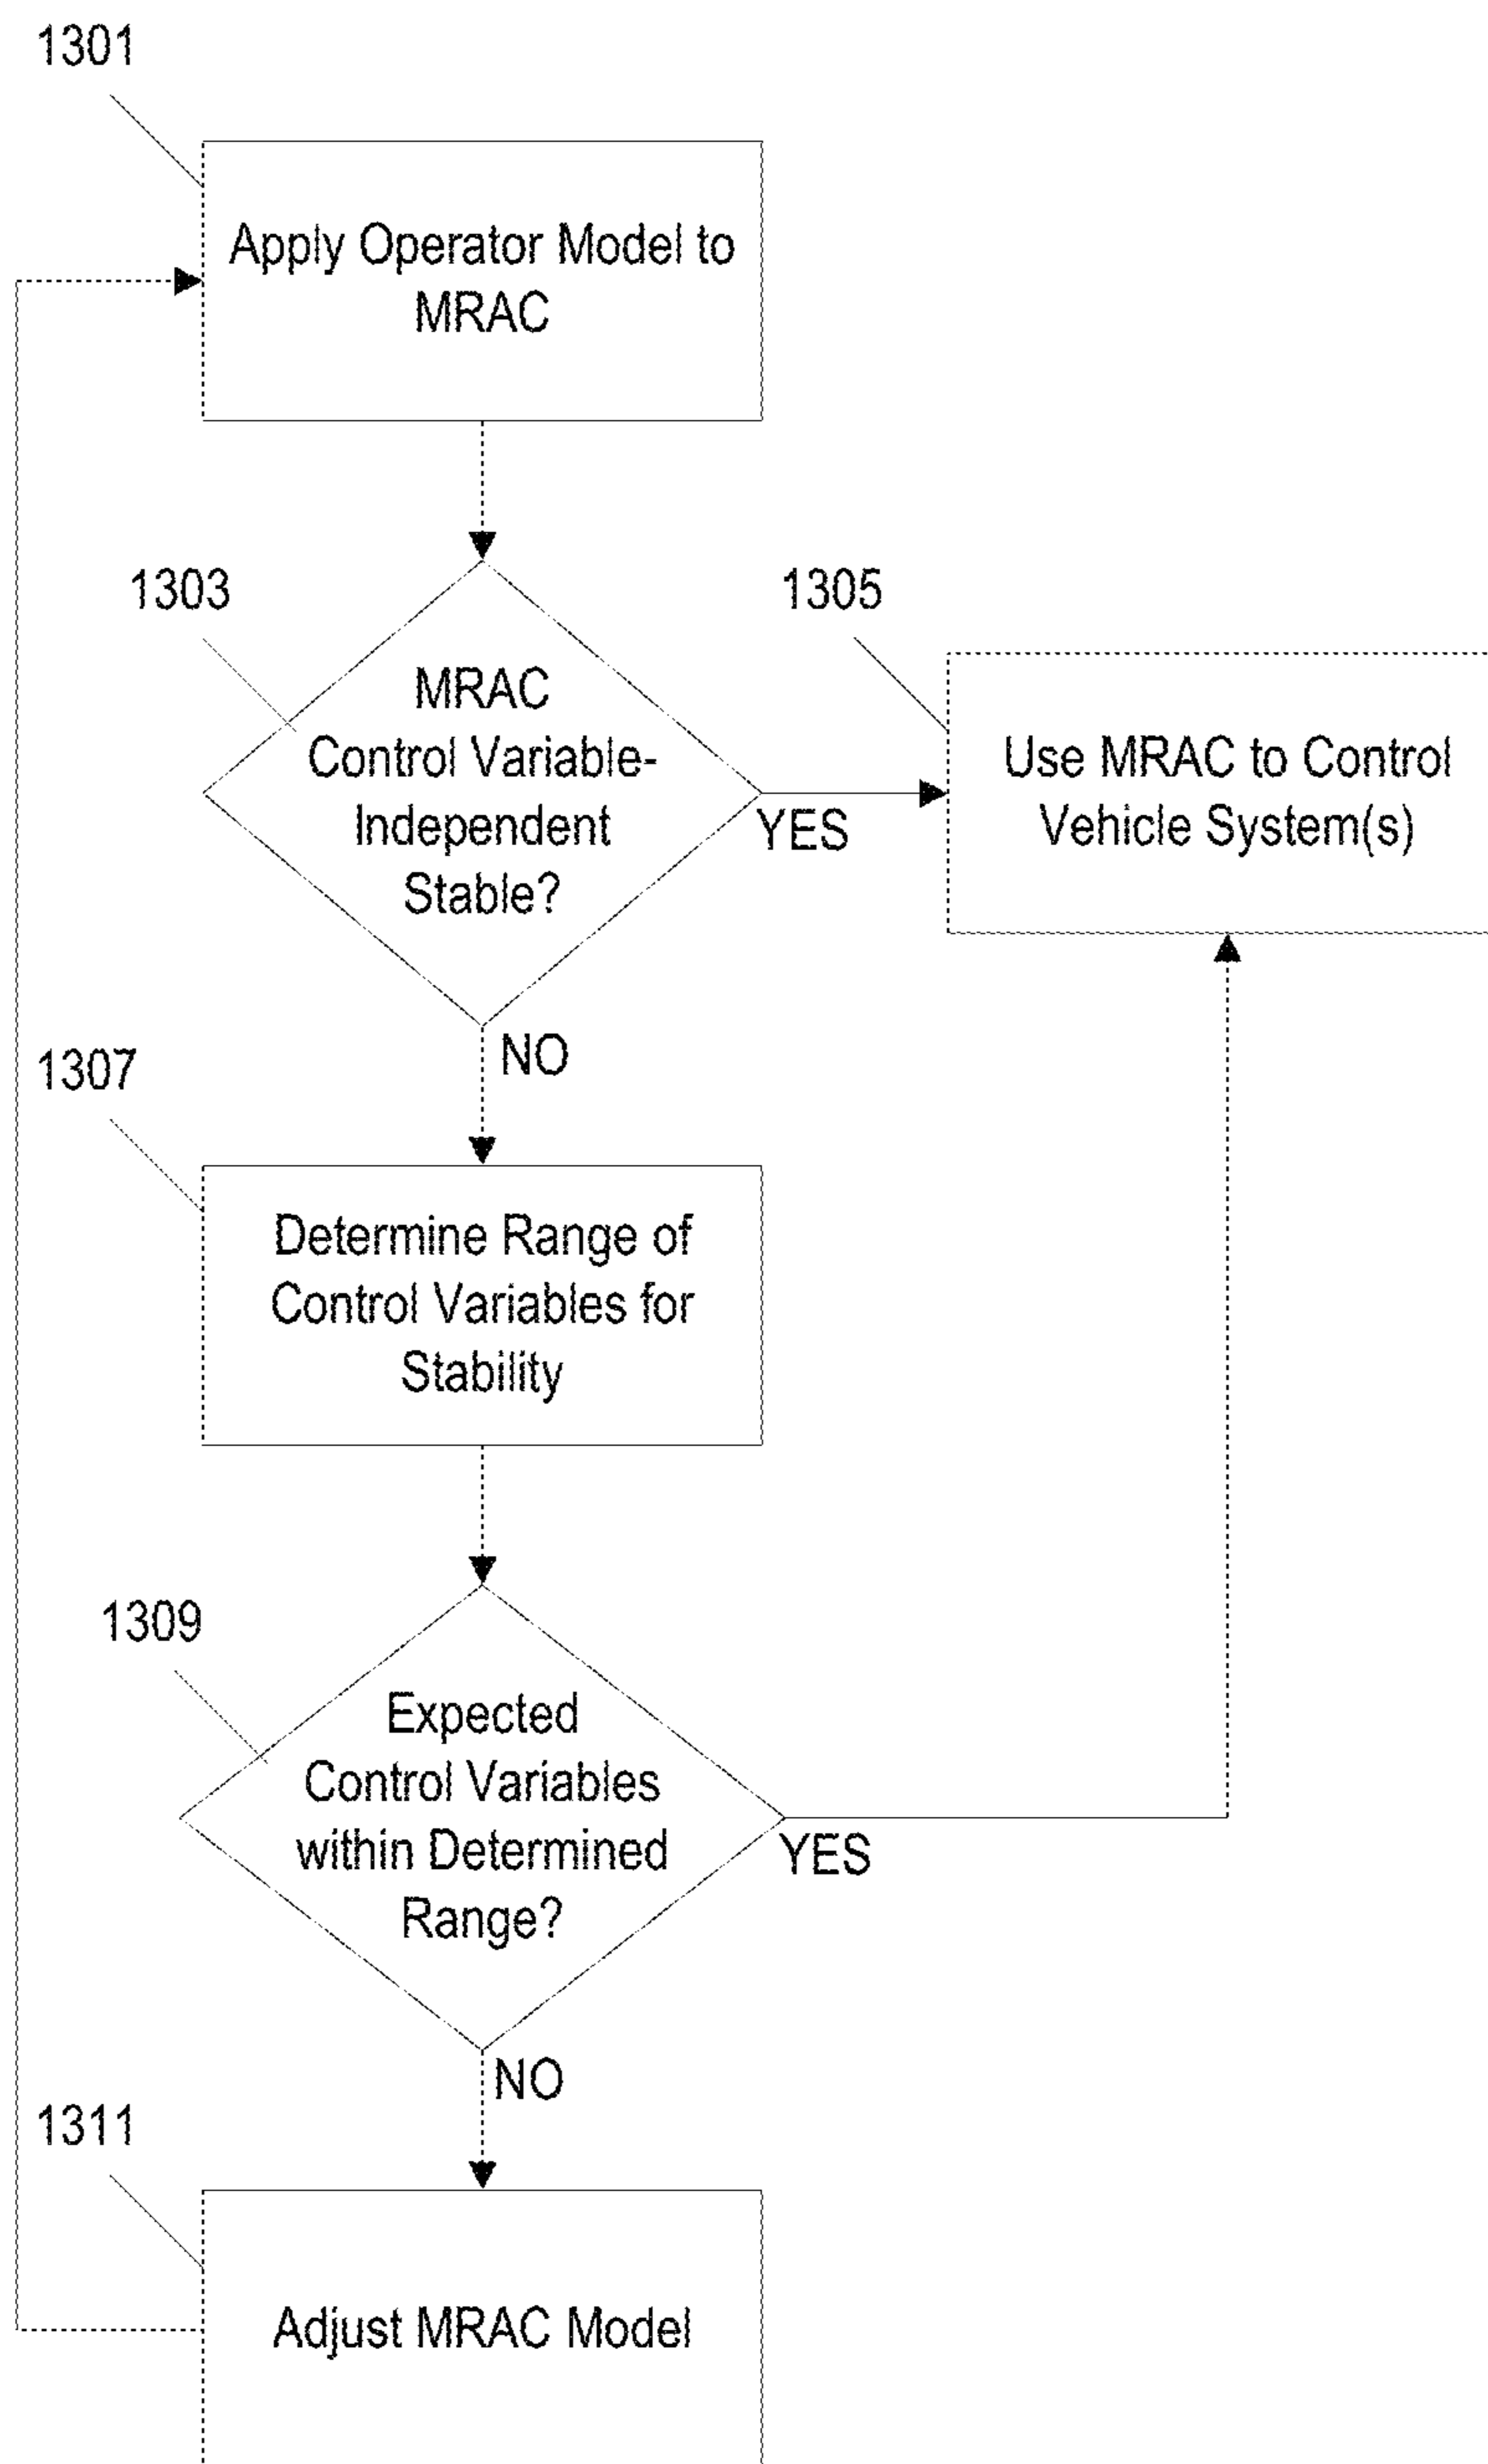 1301
Apply Operator Model to
MRAC
1303
MRAC
Control Variable-
Independent
Stable?
YES
1305
Use MRAC to Control
Vehicle System(s)
NO
1307
Determine Range of
Control Variables for
Stability
1309
Expected
Control Variables
within Determined
Range?
YES
NO
1311
Adjust MRAC Model